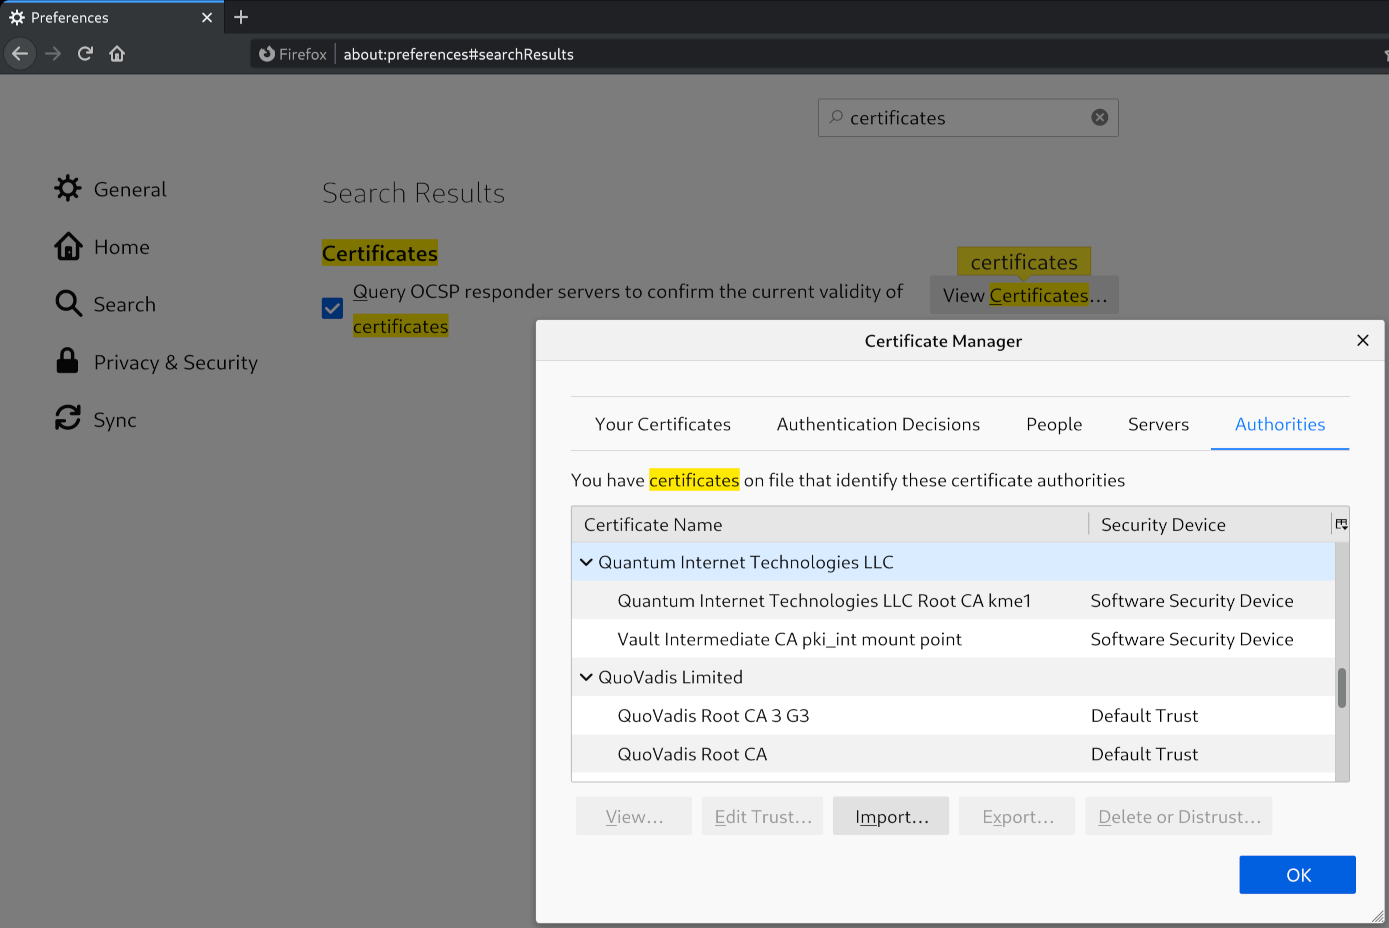 Preferences
Firefox about:preferences#searchResults
certificates
General
Home
Search
Privacy & Security
Sync
Search Results
Certificates
Query OCSP responder servers to confirm the current validity of
certificates
certificates
View Certificates...
Certificate Manager
Your Certificates Authentication Decisions People Servers Authorities
You have certificates on file that identify these certificate authorities
Certificate Name Security Device
Quantum Internet Technologies LLC
Quantum Internet Technologies LLC Root CA kme1 Software Security Device
Vault Intermediate CA pki_int mount point Software Security Device
QuoVadis Limited
QuoVadis Root CA 3 G3 Default Trust
QuoVadis Root CA Default Trust
View... Edit Trust... Import... Export... Delete or Distrust...
OK